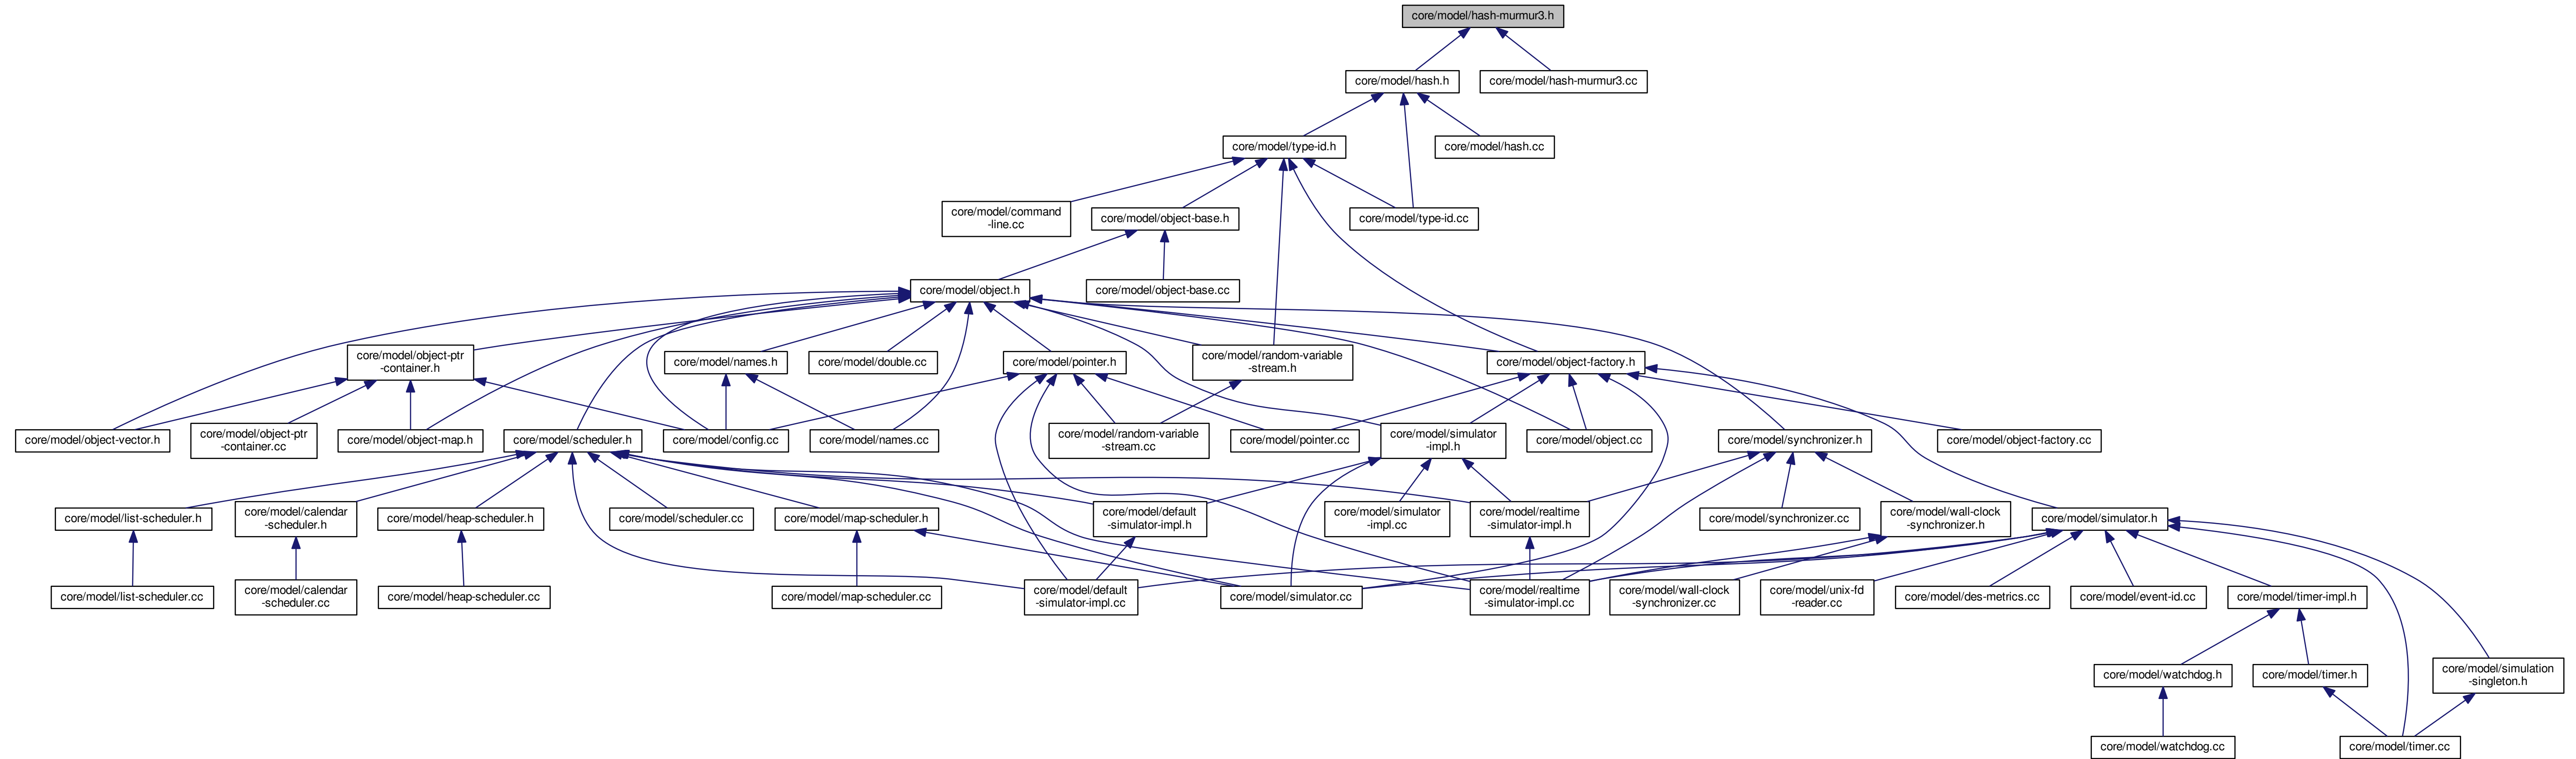 core/model/hash-murmur3.h
core/model/hash.h
core/model/hash-murmur3.cc
core/model/type-id.h
core/model/hash.cc
core/model/command
-line.cc
core/model/object-base.h
core/model/type-id.cc
core/model/object.h
core/model/object-base.cc
core/model/object-ptr
-container.h
core/model/names.h
core/model/double.cc
core/model/pointer.h
core/model/random-variable
-stream.h
core/model/object-factory.h
core/model/object-vector.h
core/model/object-ptr
-container.cc
core/model/object-map.h
core/model/scheduler.h
core/model/config.cc
core/model/names.cc
core/model/random-variable
-stream.cc
core/model/pointer.cc
core/model/simulator
-impl.h
core/model/object.cc
core/model/synchronizer.h
core/model/object-factory.cc
core/model/list-scheduler.h
core/model/calendar
-scheduler.h
core/model/heap-scheduler.h
core/model/scheduler.cc
core/model/map-scheduler.h
core/model/default
-simulator-impl.h
core/model/simulator
-impl.cc
core/model/realtime
-simulator-impl.h
core/model/synchronizer.cc
core/model/wall-clock
-synchronizer.h
core/model/simulator.h
core/model/list-scheduler.cc
core/model/calendar
-scheduler.cc
core/model/heap-scheduler.cc
core/model/map-scheduler.cc
core/model/default
-simulator-impl.cc
core/model/simulator.cc
core/model/realtime
-simulator-impl.cc
core/model/wall-clock
-synchronizer.cc
core/model/unix-fd
-reader.cc
core/model/des-metrics.cc
core/model/event-id.cc
core/model/timer-impl.h
core/model/watchdog.h
core/model/timer.h
core/model/simulation
-singleton.h
core/model/watchdog.cc
core/model/timer.cc